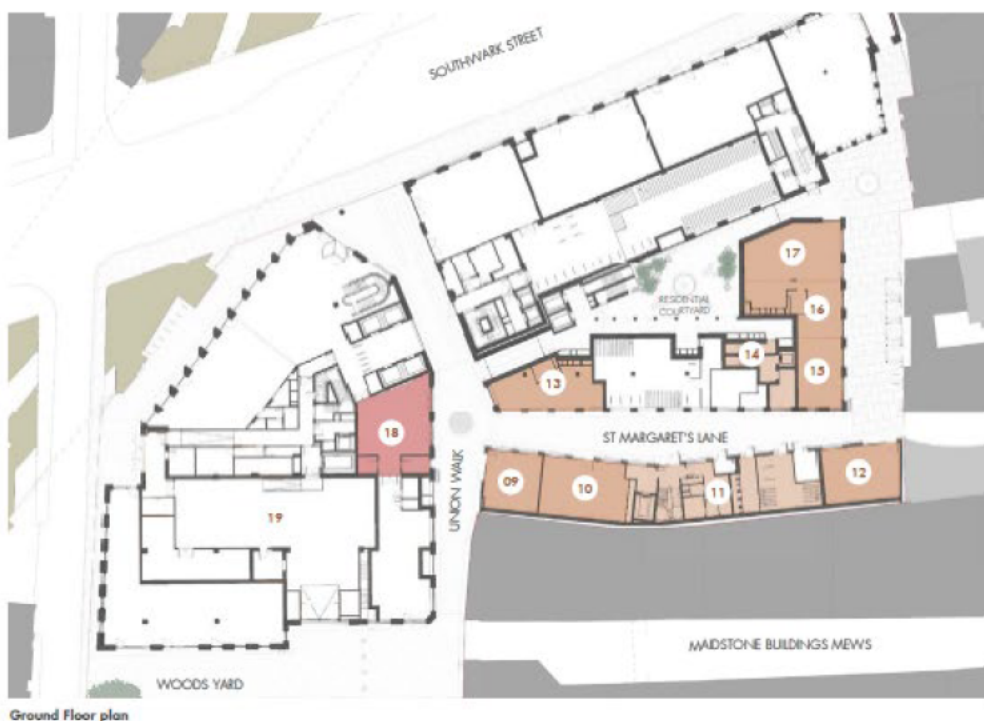 SOUTHWARK STREET
17
RESIDENTIAL
COURTYARD
16
14
15
13
18
ST MARGARET'S LANE
UNION WALK
12
09
10
11
19
MAIDSTONE BUILDINGS MEWS
WOODS YARD
Ground Floor plan